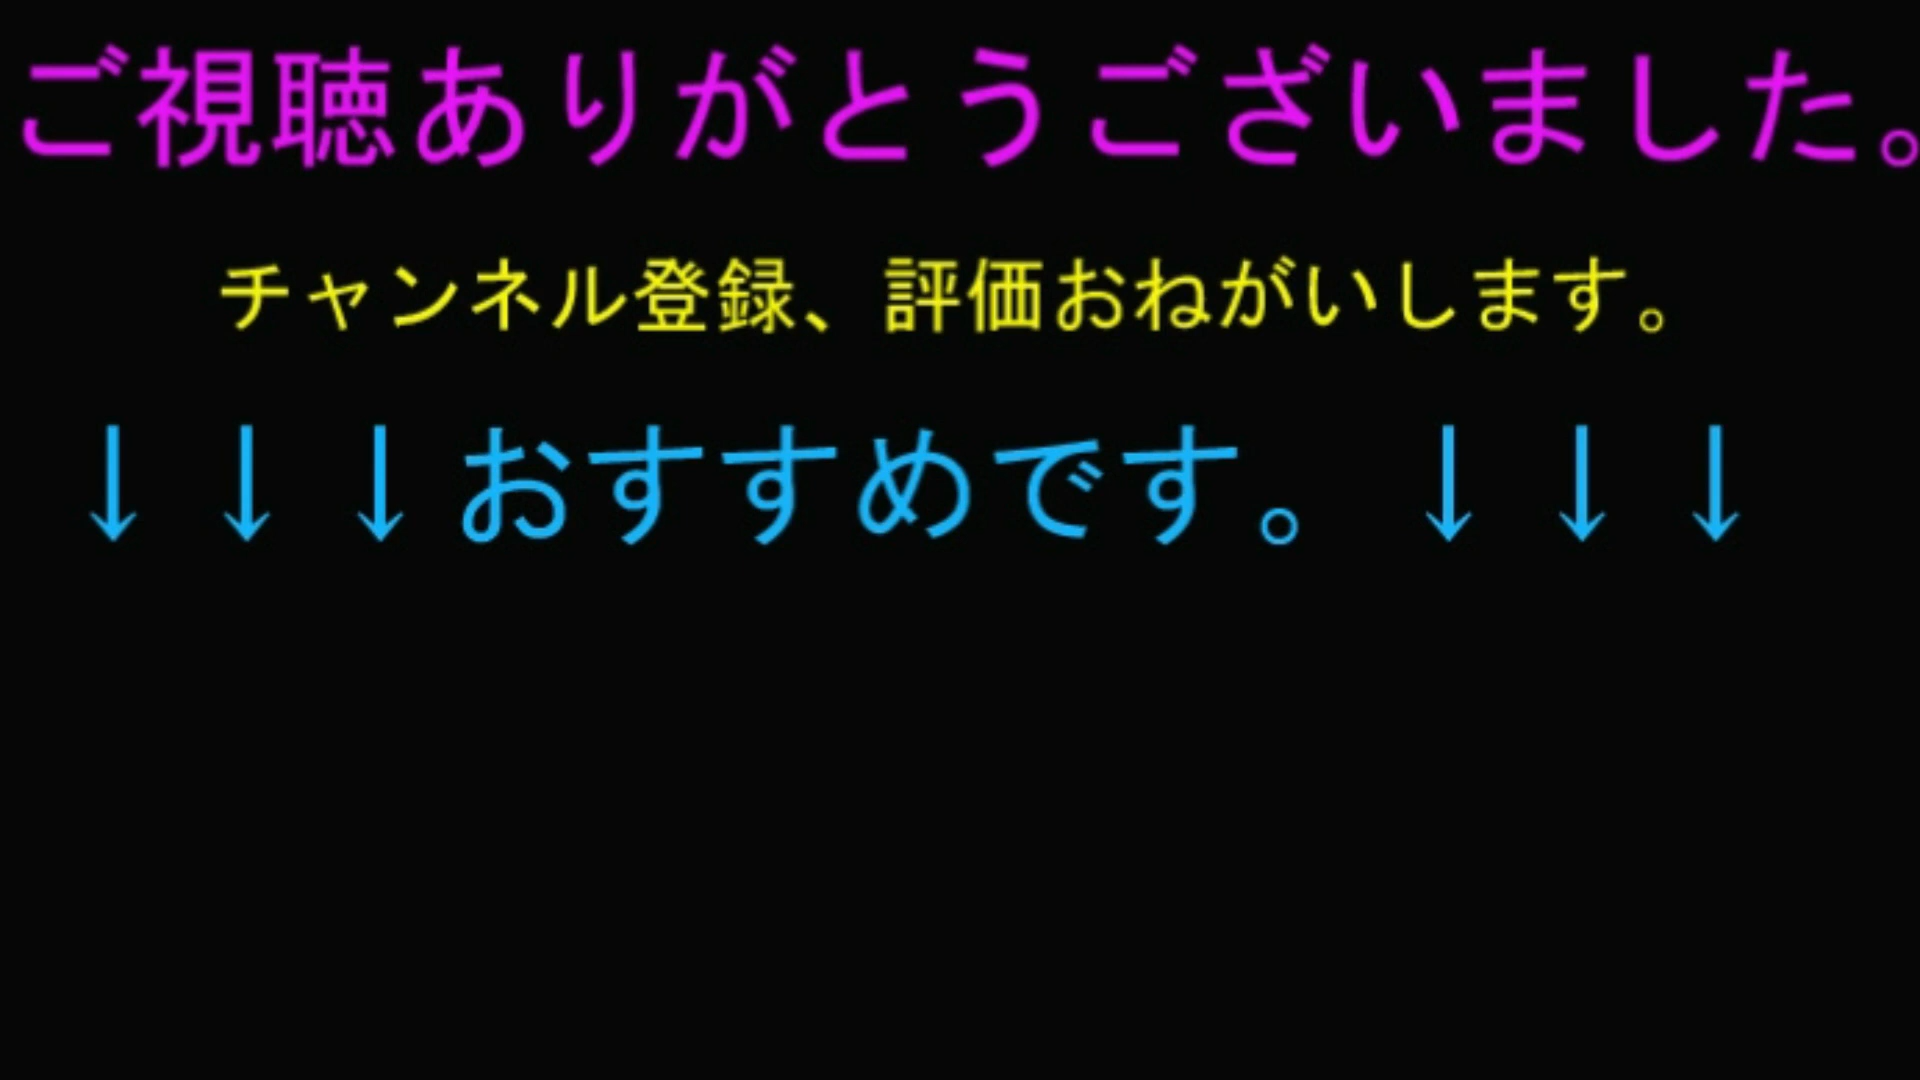 ご視聴ありがとうございました。
チャンネル登録、評価おねがいします。
↓↓↓おすすめです。↓↓↓